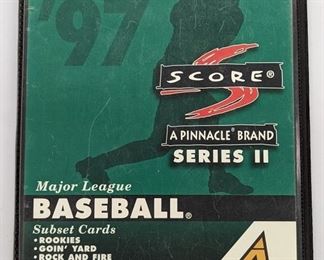 '97
SCORE®
A PINNACLE® BRAND
SERIES II
Major League
BASEBALL®
Subset Cards
•ROOKIES
•GOIN' YARD
•ROCK AND FIRE